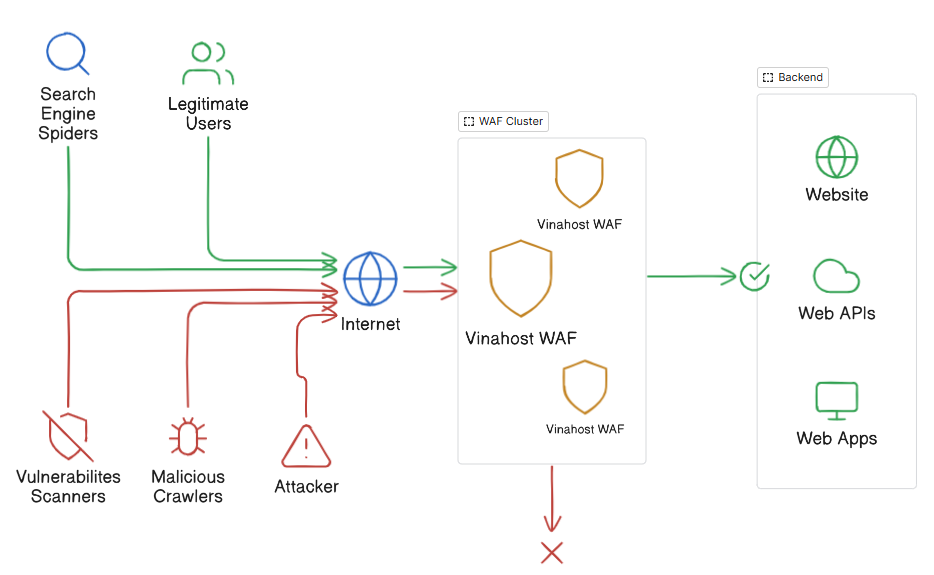 Search
Engine
Spiders
Legitimate
Users
Internet
Vulnerabilites
Scanners
Malicious
Crawlers
Attacker
WAF Cluster
Vinahost WAF
Vinahost WAF
Vinahost WAF
Backend
Website
Web APIs
Web Apps